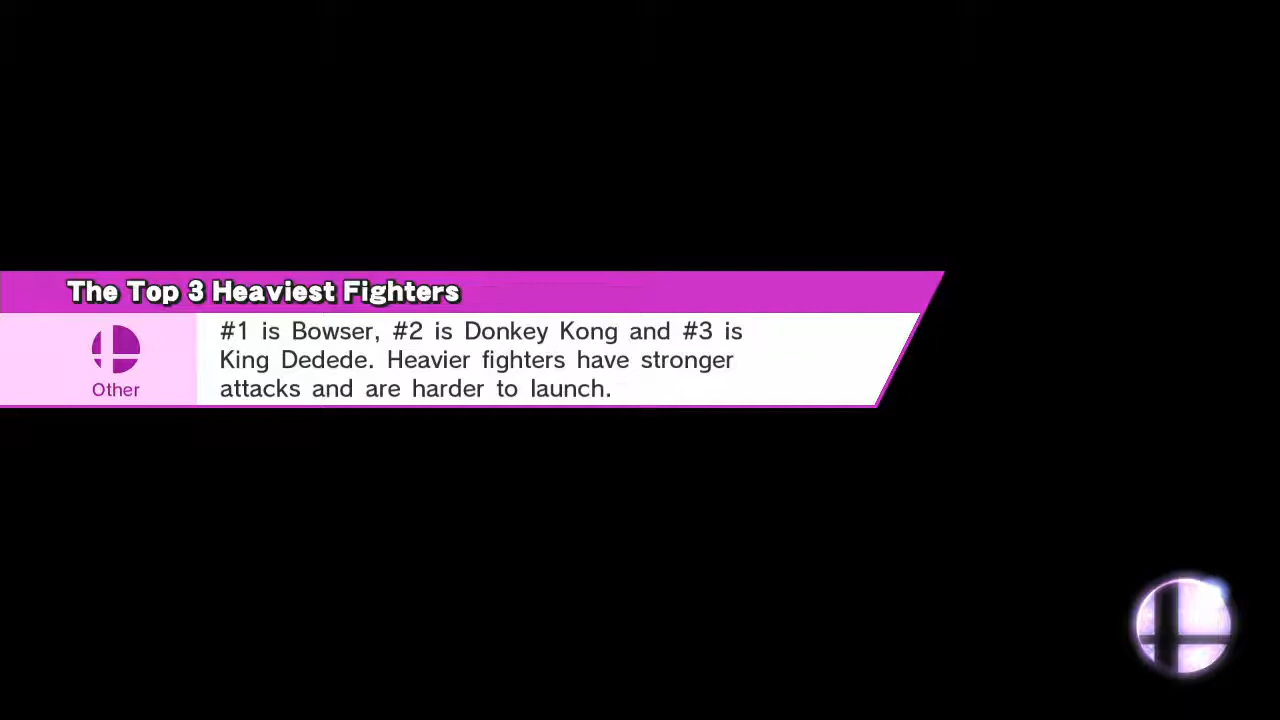 The Top 3 Heaviest Fighters
#1 is Bowser, #2 is Donkey Kong and #3 is
King Dedede. Heavier fighters have stronger
attacks and are harder to launch.
Other